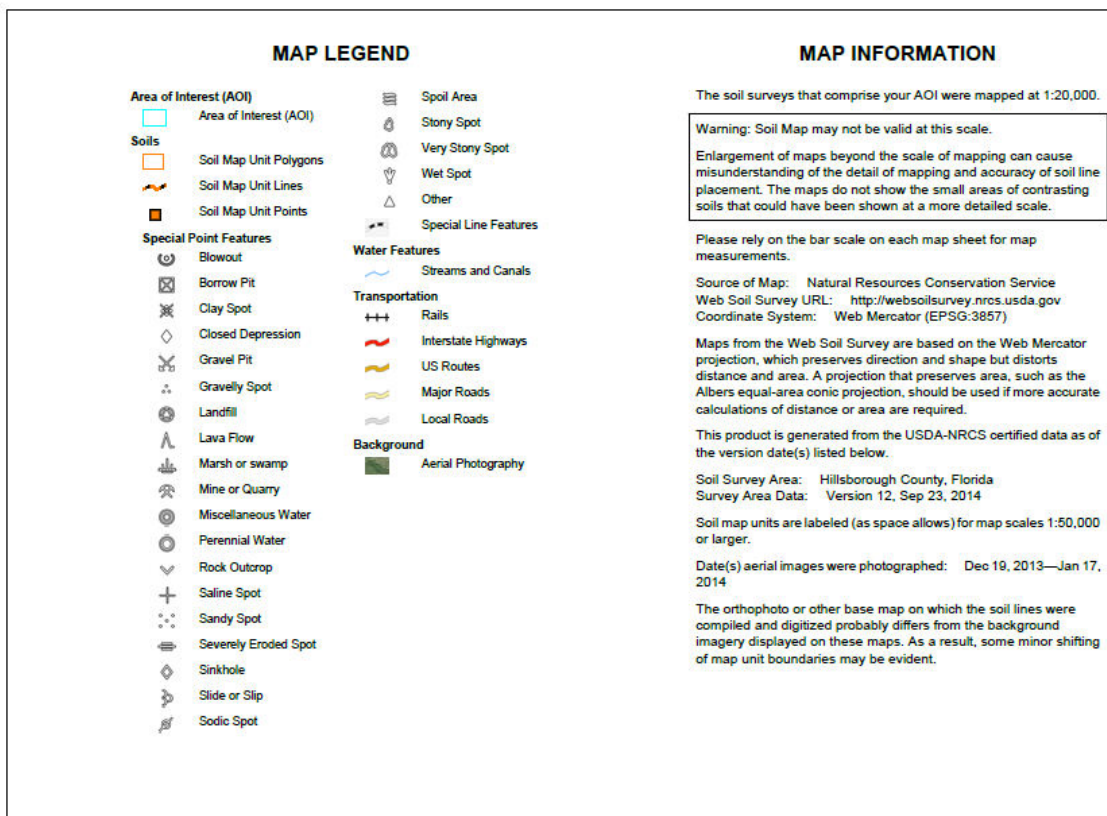 MAP LEGEND
Area of Interest (AOI)
Area of Interest (AOI)
Soils
Soil Map Unit Polygons
Soil Map Unit Lines
Soil Map Unit Points
Special Point Features
Blowout
Borrow Pit
Clay Spot
Closed Depression
Gravel Pit
Gravelly Spot
Landfill
Lava Flow
Marsh or swamp
Mine or Quarry
Miscellaneous Water
Perennial Water
Rock Outcrop
Saline Spot
Sandy Spot
Severely Eroded Spot
Sinkhole
Slide or Slip
Sodic Spot
Spoil Area
Stony Spot
Very Stony Spot
Wet Spot
Other
Special Line Features
Water Features
Streams and Canals
Transportation
Rails
Interstate Highways
US Routes
Major Roads
Local Roads
Background
Aerial Photography
MAP INFORMATION
The soil surveys that comprise your AOI were mapped at 1:20,000.
Warning: Soil Map may not be valid at this scale.
Enlargement of maps beyond the scale of mapping can cause
misunderstanding of the detail of mapping and accuracy of soil line
placement. The maps do not show the small areas of contrasting
soils that could have been shown at a more detailed scale.
Please rely on the bar scale on each map sheet for map
measurements.
Source of Map: Natural Resources Conservation Service
Web Soil Survey URL: http://websoilsurvey.nrcs.usda.gov
Coordinate System: Web Mercator (EPSG:3857)
Maps from the Web Soil Survey are based on the Web Mercator
projection, which preserves direction and shape but distorts
distance and area. A projection that preserves area, such as the
Albers equal-area conic projection, should be used if more accurate
calculations of distance or area are required.
This product is generated from the USDA-NRCS certified data as of
the version date(s) listed below.
Soil Survey Area: Hillsborough County, Florida
Survey Area Data: Version 12, Sep 23, 2014
Soil map units are labeled (as space allows) for map scales 1:50,000
or larger.
Date(s) aerial images were photographed: Dec 19, 2013—Jan 17,
2014
The orthophoto or other base map on which the soil lines were
compiled and digitized probably differs from the background
imagery displayed on these maps. As a result, some minor shifting
of map unit boundaries may be evident.